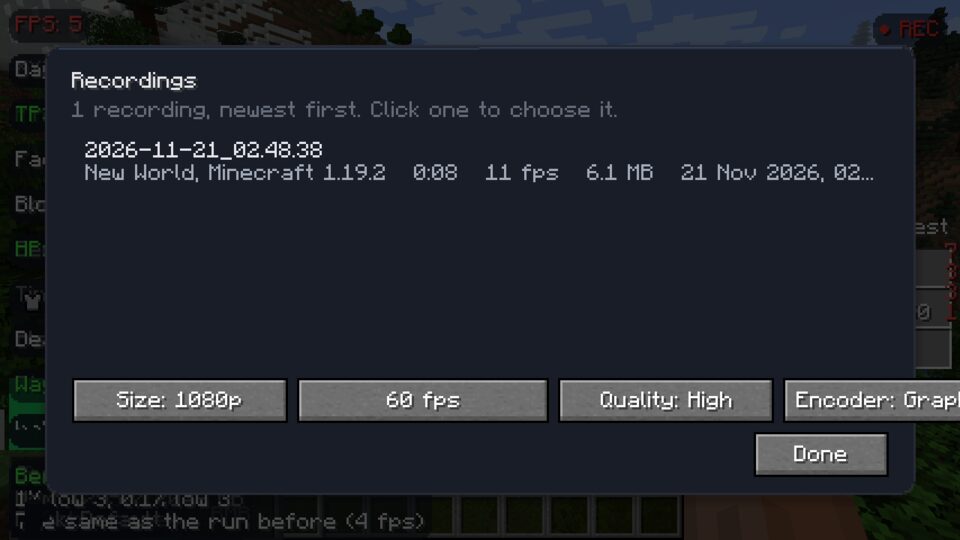 FPS: 5
REC
Recordings
1 recording, newest first. Click one to choose it.
2026-11-21_02.48.38
New World, Minecraft 1.19.2 0:08 11 fps 6.1 MB 21 Nov 2026, 02...
Size: 1080p
60 fps
Quality: High
Encoder: Grap
Done
same as the run before (4 fps)